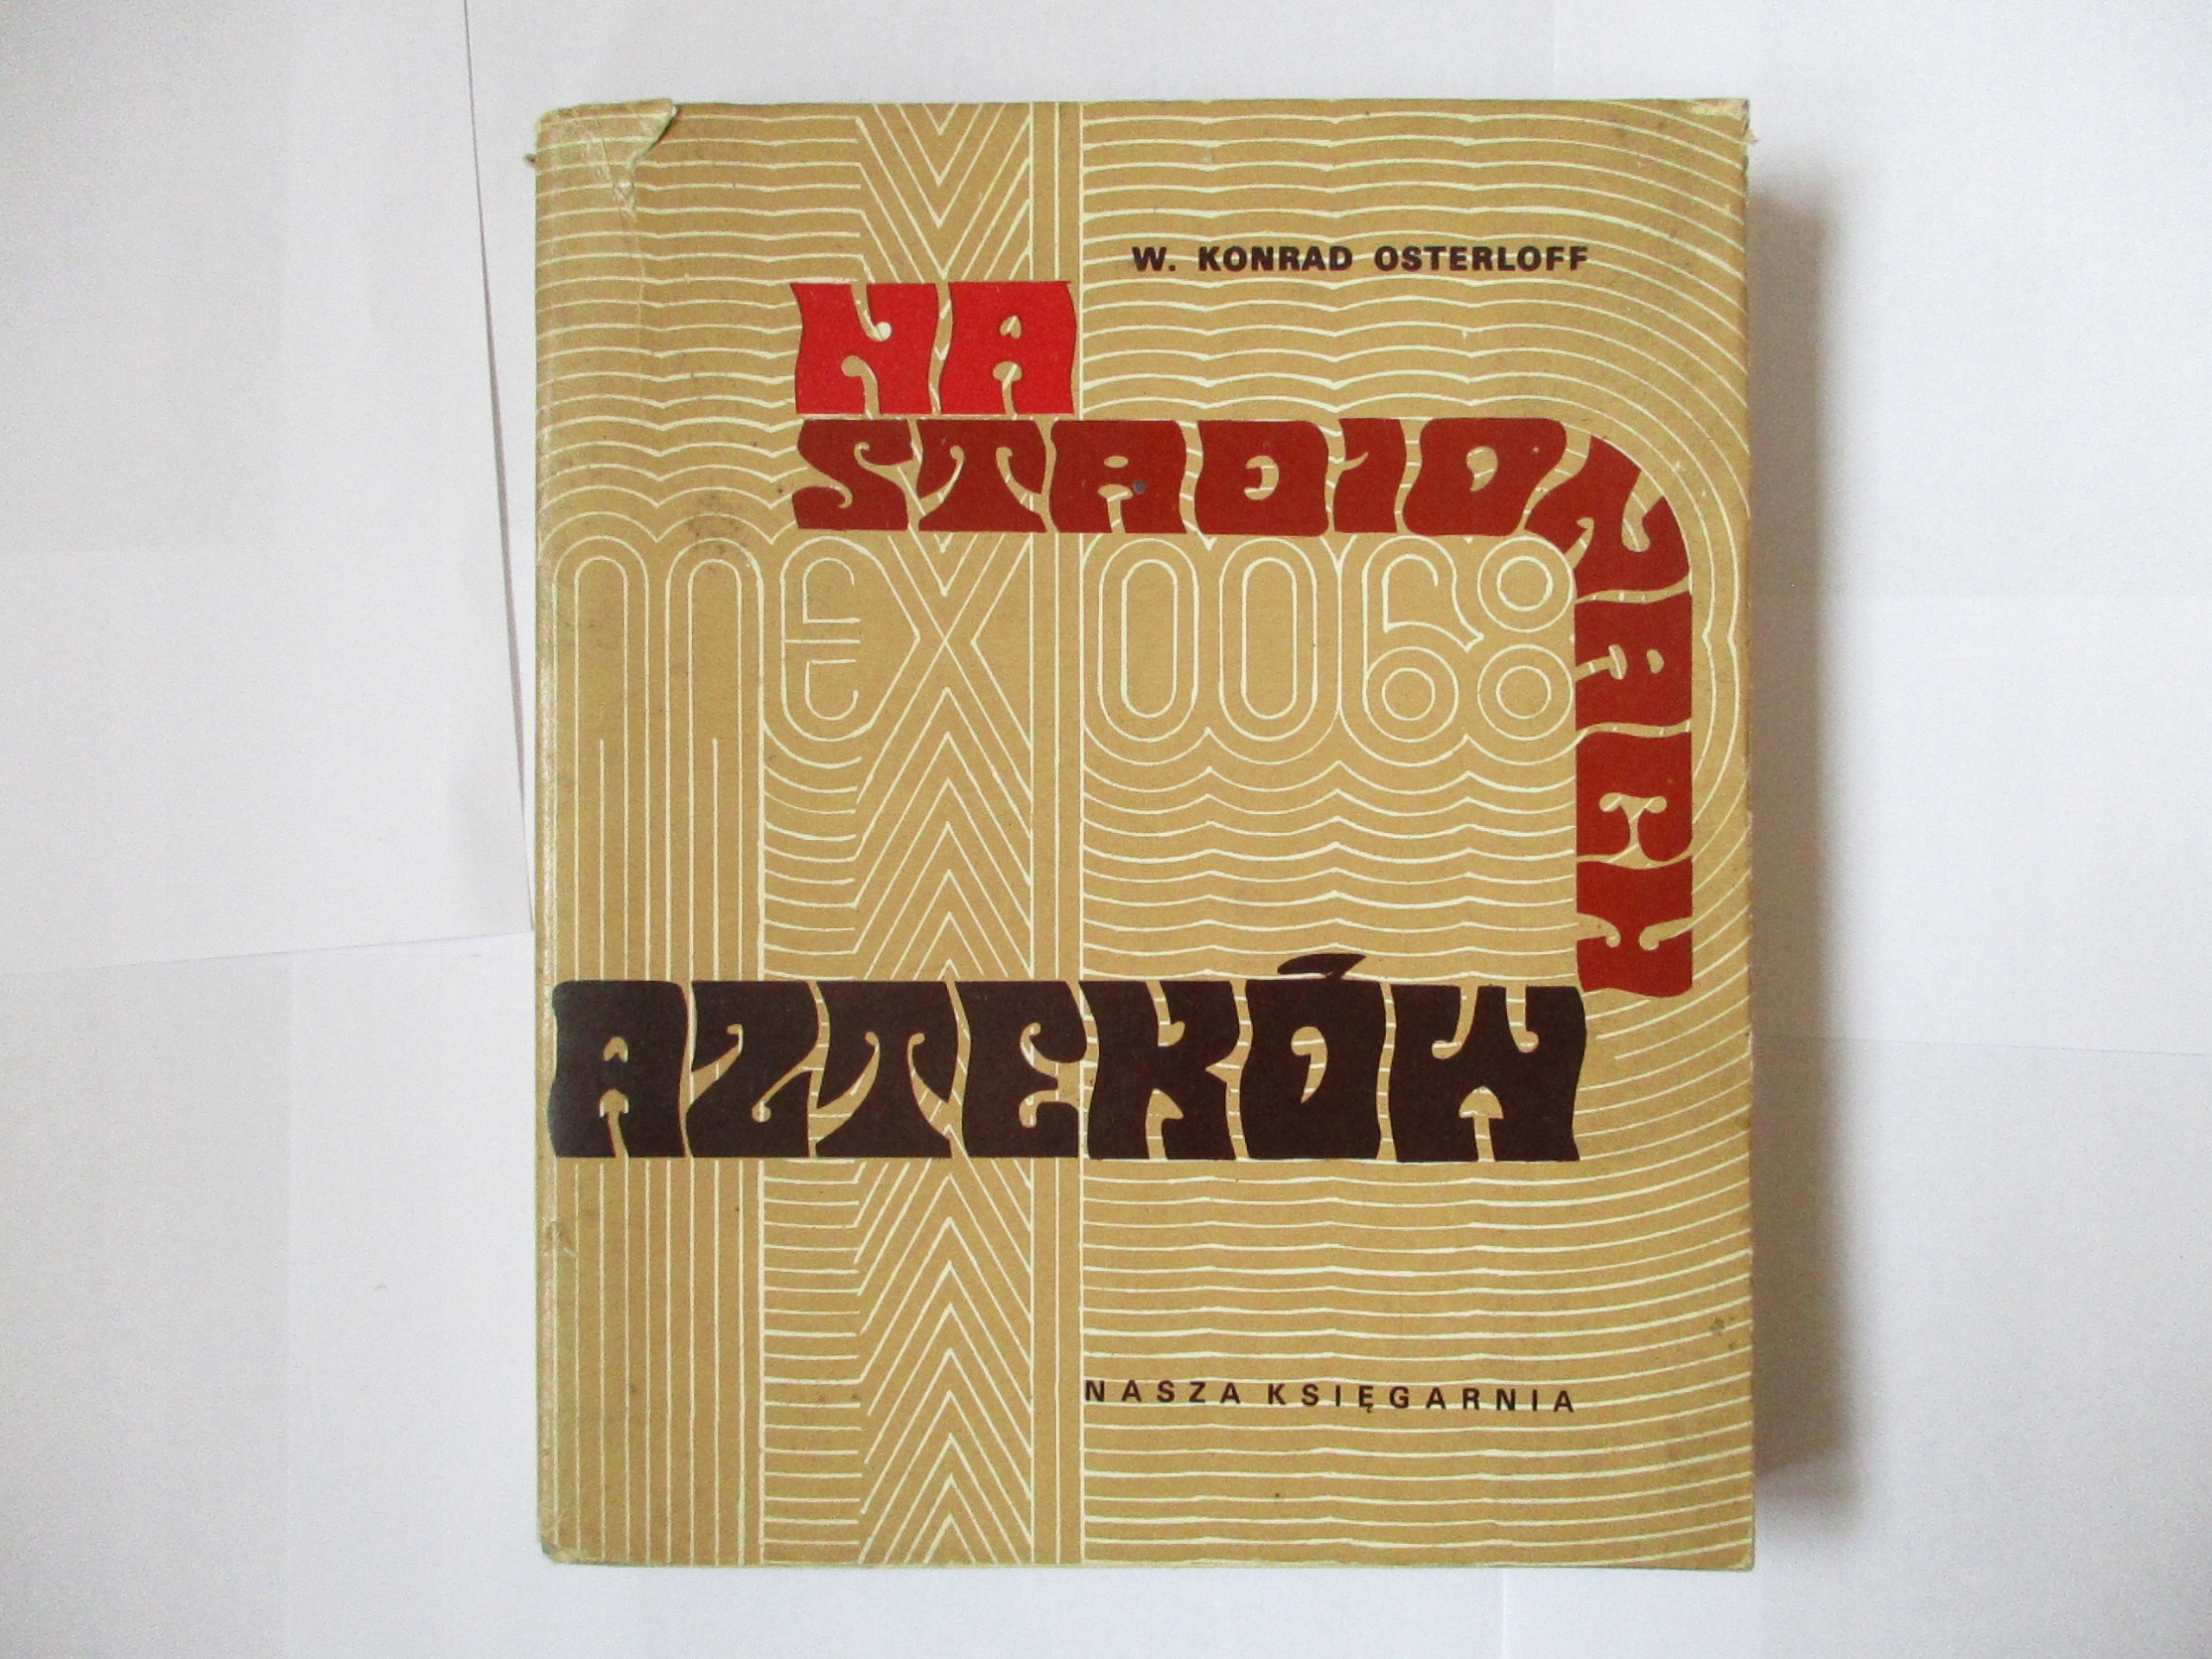 W. KONRAD OSTERLOFF
NA
STADIONACH
AZTEKÓW
mEXICO68
NASZA KSIĘGARNIA